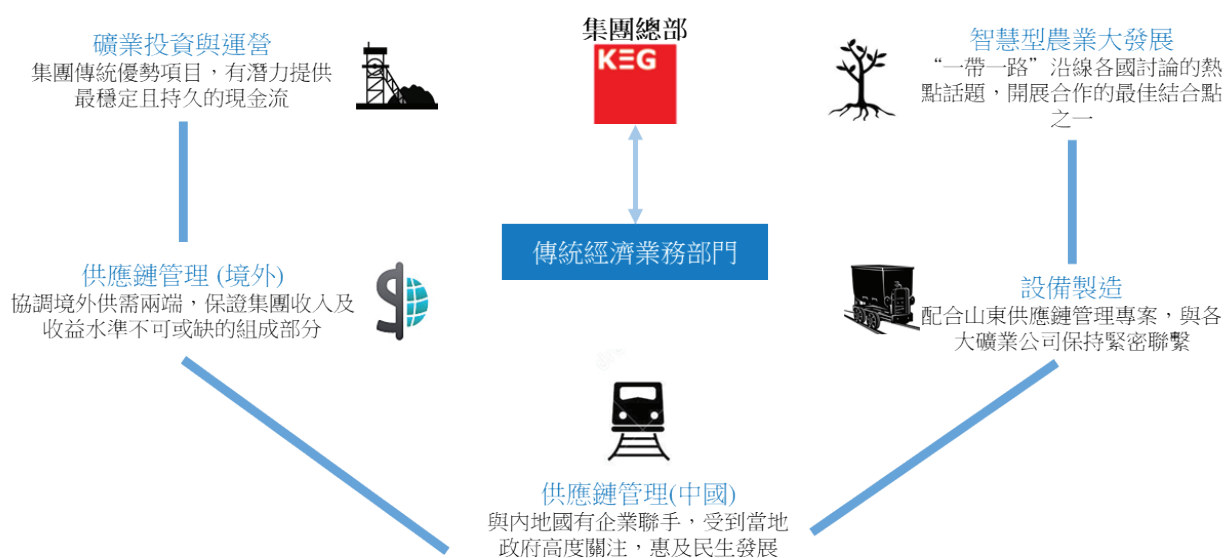 集團總部
KEG
傳統經濟業務部門
礦業投資與運營
集團傳統優勢項目，有潛力提供
最穩定且持久的現金流
供應鏈管理 (境外)
協調境外供需兩端，保證集團收入及
收益水準不可或缺的組成部分
供應鏈管理(中國)
與內地國有企業聯手，受到當地
政府高度關注，惠及民生發展
設備製造
配合山東供應鏈管理專案，與各
大礦業公司保持緊密聯繫
智慧型農業大發展
“一帶一路” 沿線各國討論的熱
點話題，開展合作的最佳結合點
之一